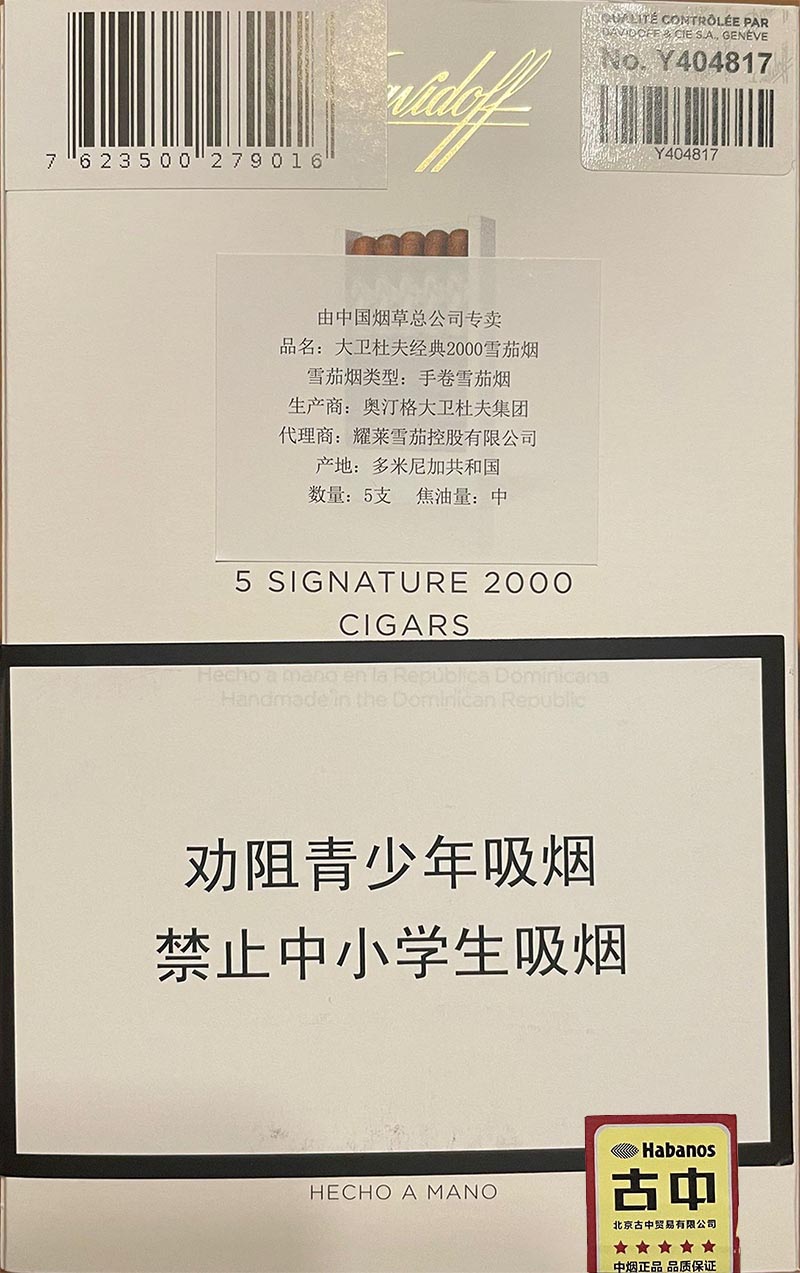 7 623500 279016
Davidoff
QUALITÉ CONTRÔLÉE PAR
DAVIDOFF & CIE S.A., GENÈVE
No. Y404817
Y404817
由中国烟草总公司专卖
品名：大卫杜夫经典2000雪茄烟
雪茄烟类型：手卷雪茄烟
生产商：奥汀格大卫杜夫集团
代理商：耀莱雪茄控股有限公司
产地：多米尼加共和国
数量：5支 焦油量：中
5 SIGNATURE 2000
CIGARS
Hecho a mano en la República Dominicana
Handmade in the Dominican Republic
劝阻青少年吸烟
禁止中小学生吸烟
HECHO A MANO
Habanos
古中
北京古中贸易有限公司
中烟正品 品质保证